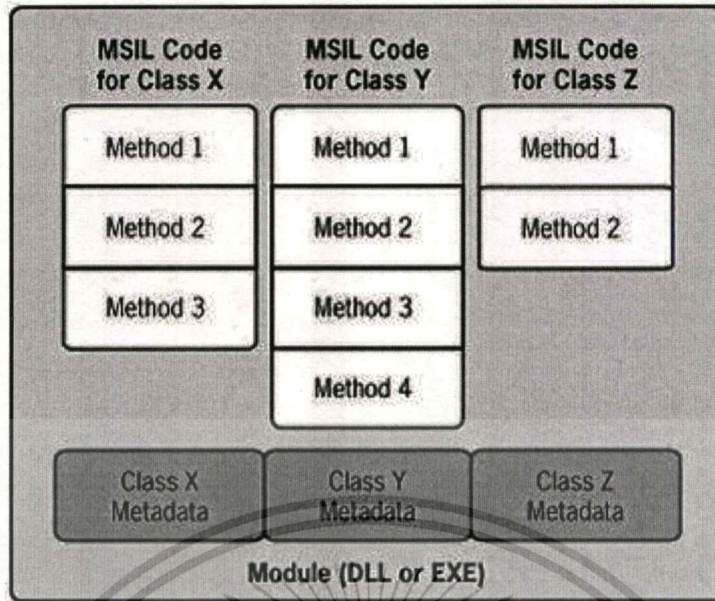 MSIL Code
for Class X
MSIL Code
for Class Y
MSIL Code
for Class Z
Method 1
Method 2
Method 3
Method 1
Method 2
Method 3
Method 4
Method 1
Method 2
Class X
Metadata
Class Y
Metadata
Class Z
Metadata
Module (DLL or EXE)